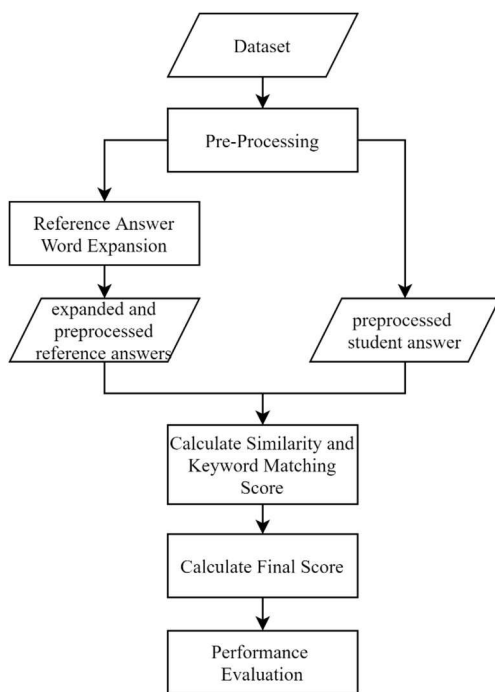 Dataset
Pre-Processing
Reference Answer
Word Expansion
expanded and
preprocessed
reference answers
preprocessed
student answer
Calculate Similarity and
Keyword Matching
Score
Calculate Final Score
Performance
Evaluation